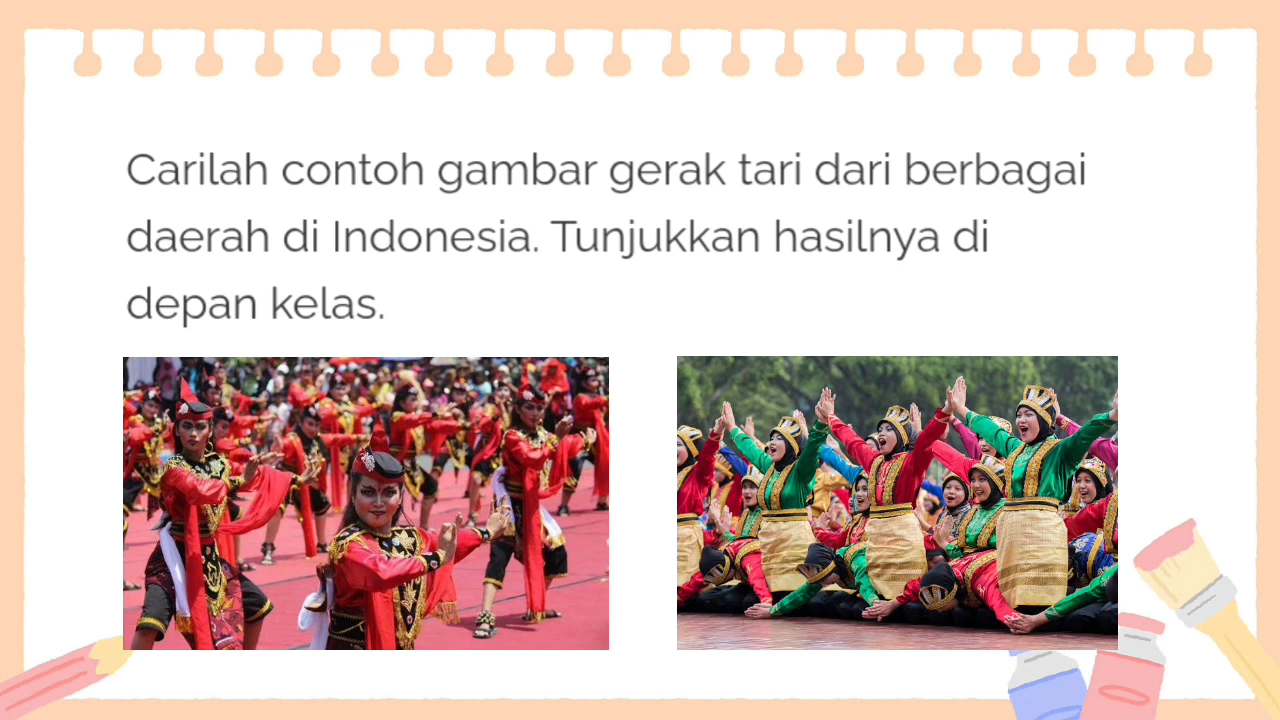 Carilah contoh gambar gerak tari dari berbagai
daerah di Indonesia. Tunjukkan hasilnya di
depan kelas.